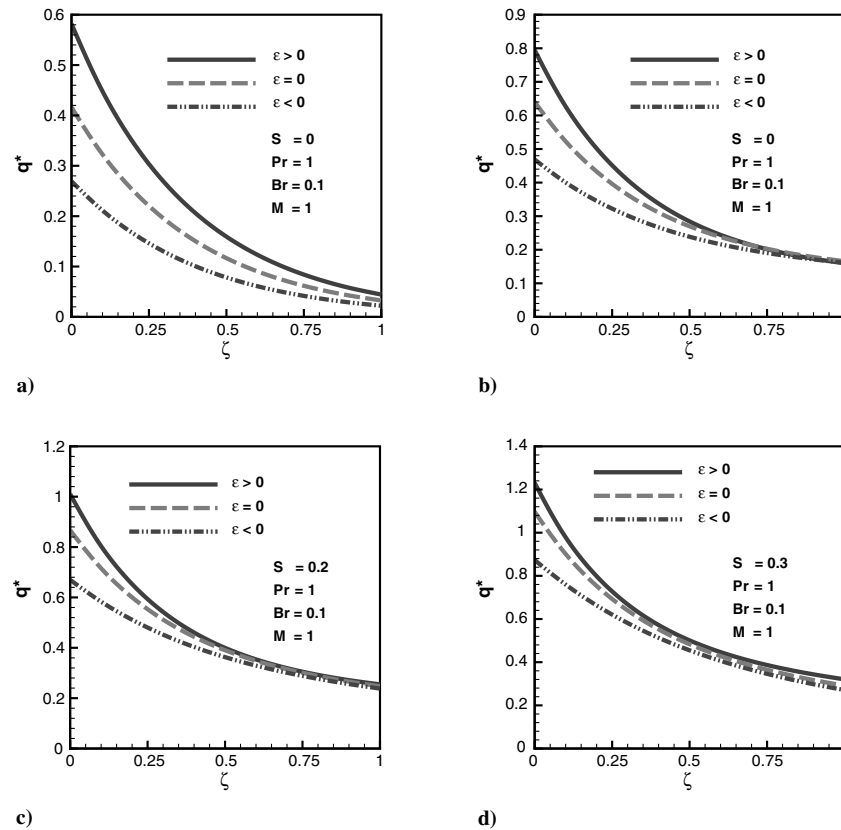 0.6
0.5
0.4
0.3
0.2
0.1
0
q*
ε > 0
ε = 0
ε < 0
S = 0
Pr = 1
Br = 0.1
M = 1
0 0.25 0.5 0.75 1
ζ
a)
0.9
0.8
0.7
0.6
0.5
0.4
0.3
0.2
0.1
0
q*
ε > 0
ε = 0
ε < 0
S = 0
Pr = 1
Br = 0.1
M = 1
0 0.25 0.5 0.75 1
ζ
b)
1.2
1
0.8
0.6
0.4
0.2
0
q*
ε > 0
ε = 0
ε < 0
S = 0.2
Pr = 1
Br = 0.1
M = 1
0 0.25 0.5 0.75 1
ζ
c)
1.4
1.2
1
0.8
0.6
0.4
0.2
0
q*
ε > 0
ε = 0
ε < 0
S = 0.3
Pr = 1
Br = 0.1
M = 1
0 0.25 0.5 0.75
ζ
d)